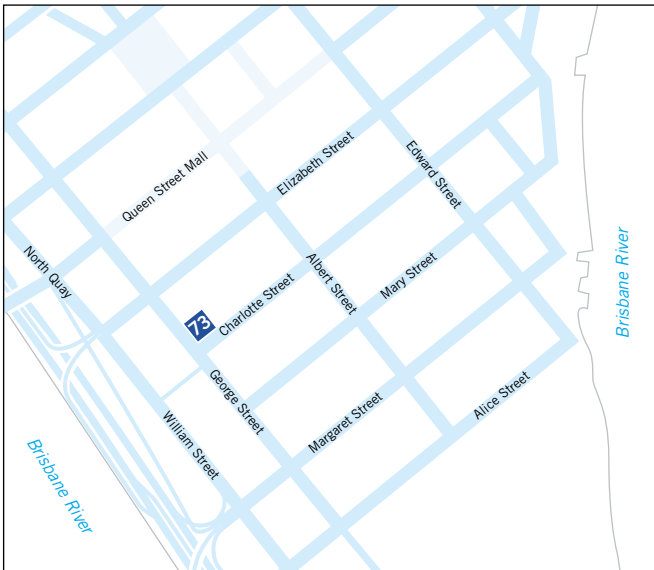 Queen Street Mall
Elizabeth Street
Edward Street
North Quay
Albert Street
Mary Street
Brisbane River
73
Charlotte Street
George Street
William Street
Margaret Street
Alice Street
Brisbane River